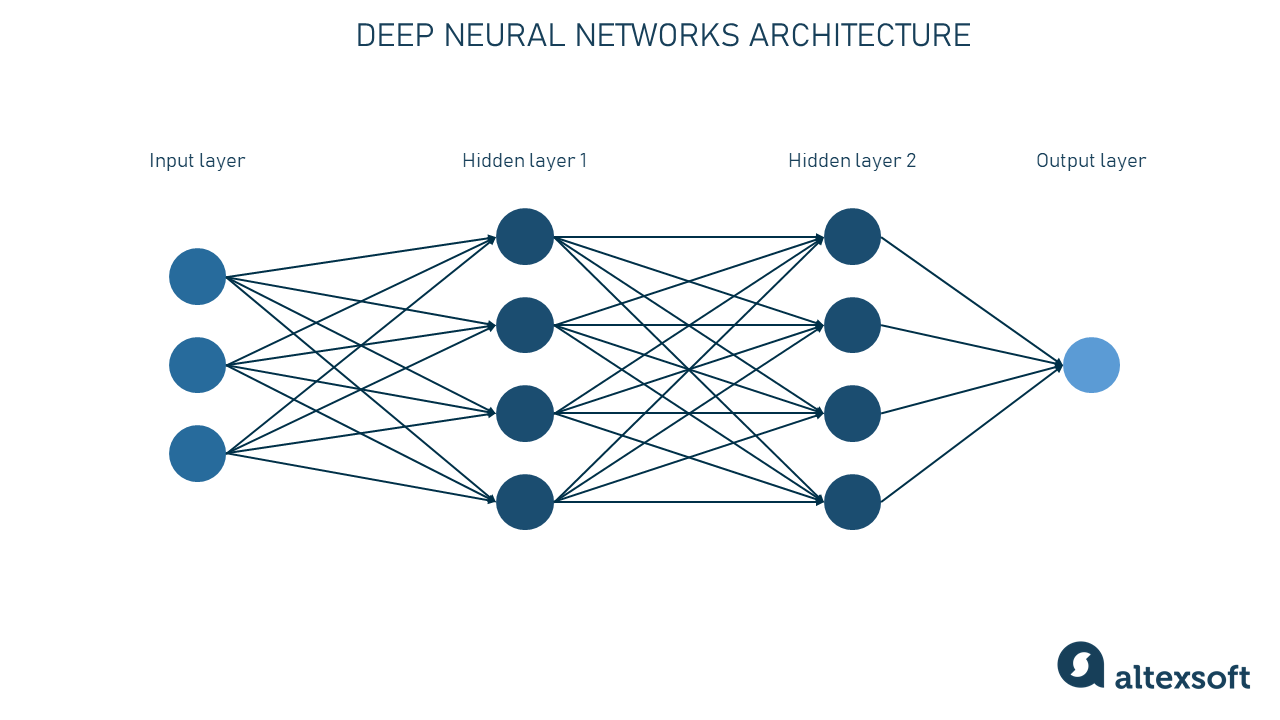 DEEP NEURAL NETWORKS ARCHITECTURE
Input layer
Hidden layer 1
Hidden layer 2
Output layer
altexsoft